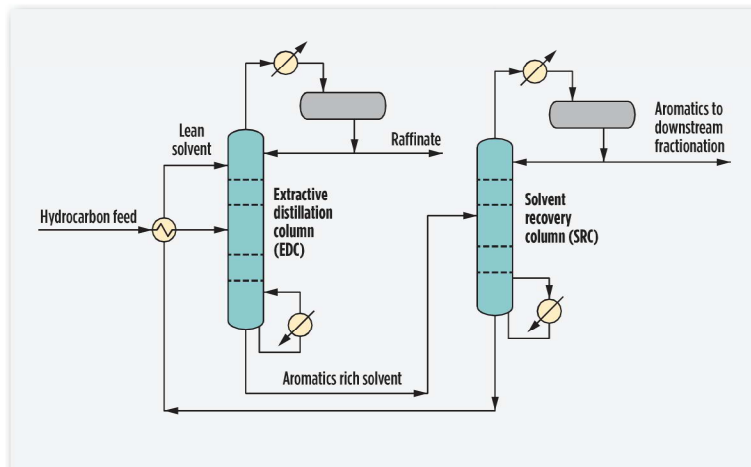 Lean
solvent
Raffinate
Aromatics to
downstream
fractionation
Hydrocarbon feed
Extractive
distillation
column
(EDC)
Solvent
recovery
column (SRC)
Aromatics rich solvent